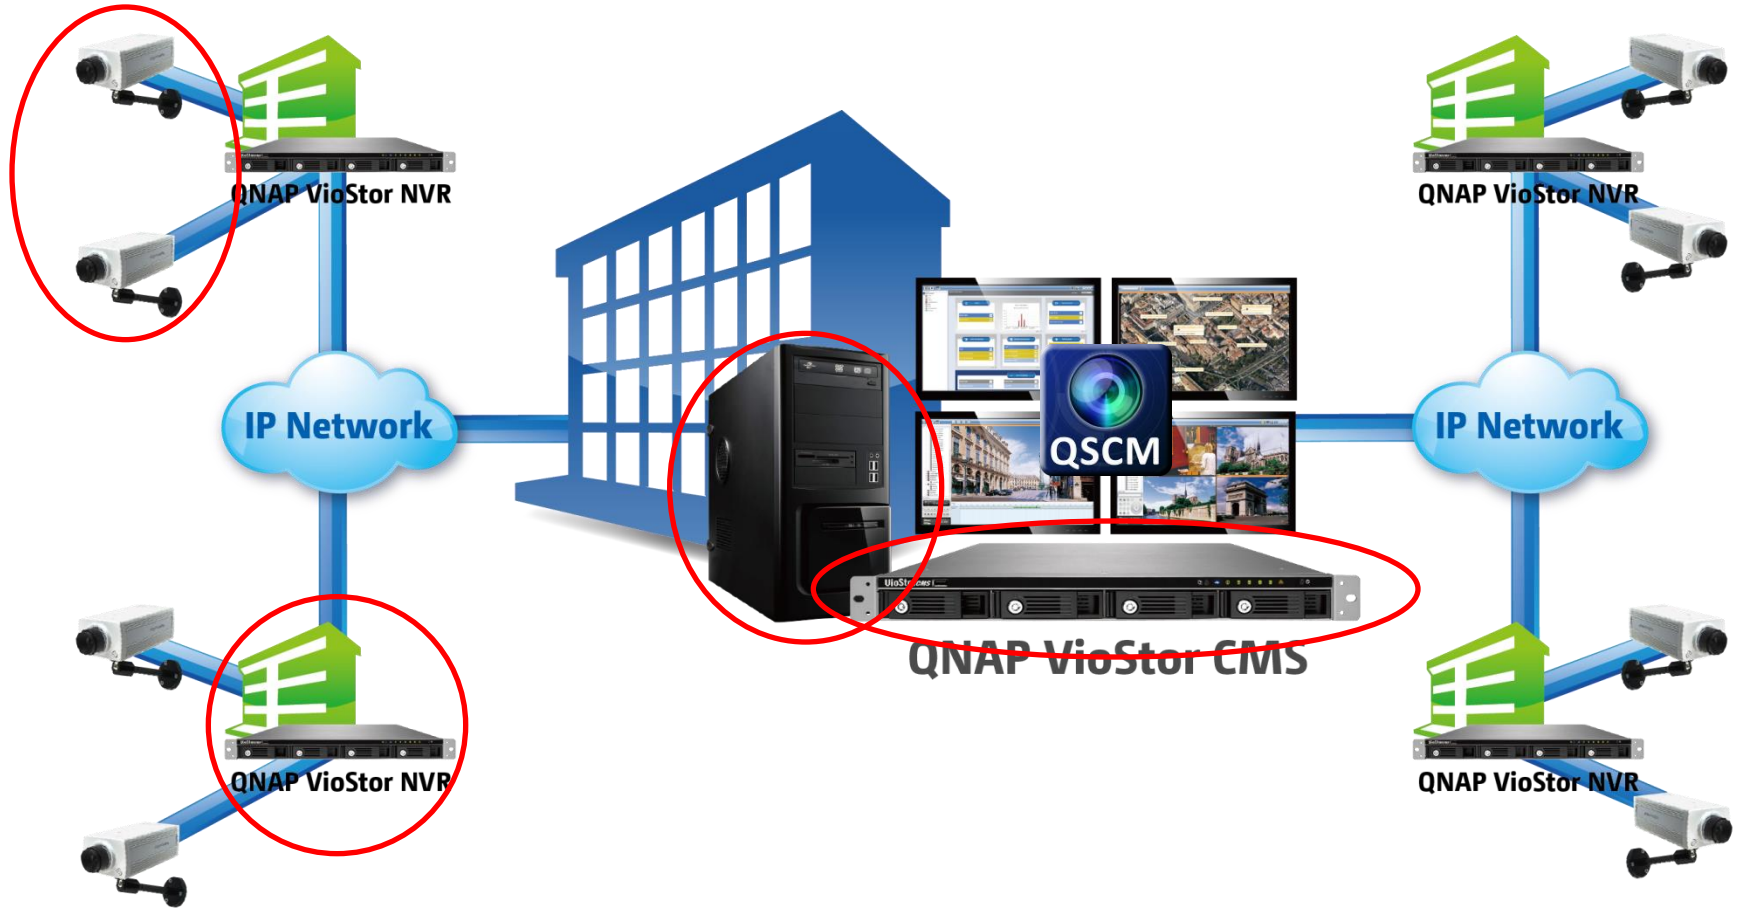 QNAP VioStor NVR
QNAP VioStor NVR
IP Network
IP Network
QSCM
VioStorCMS
QNAP VioStor CMS
QNAP VioStor NVR
QNAP VioStor NVR